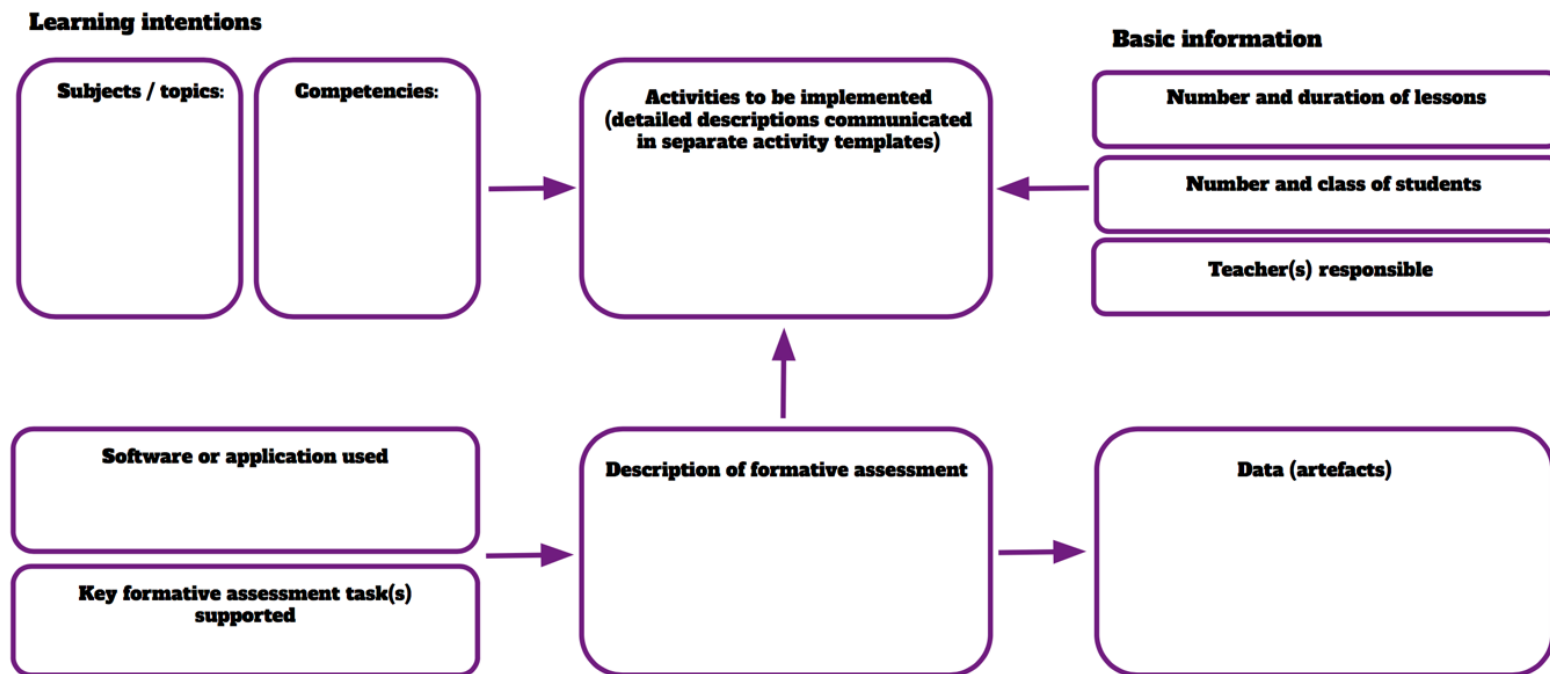 Learning intentions
Basic information
Subjects / topics:
Competencies:
Activities to be implemented
(detailed descriptions communicated
in separate activity templates)
Number and duration of lessons
Number and class of students
Teacher(s) responsible
Software or application used
Key formative assessment task(s)
supported
Description of formative assessment
Data (artefacts)